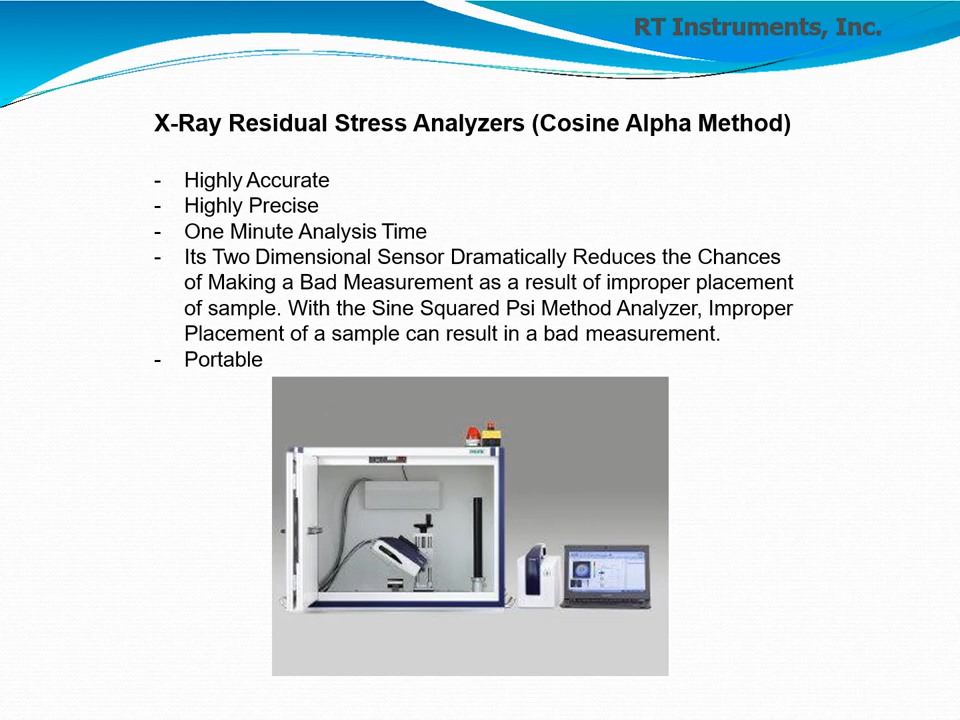 RT Instruments, Inc.
X-Ray Residual Stress Analyzers (Cosine Alpha Method)
- Highly Accurate
- Highly Precise
- One Minute Analysis Time
- Its Two Dimensional Sensor Dramatically Reduces the Chances
of Making a Bad Measurement as a result of improper placement
of sample. With the Sine Squared Psi Method Analyzer, Improper
Placement of a sample can result in a bad measurement.
- Portable